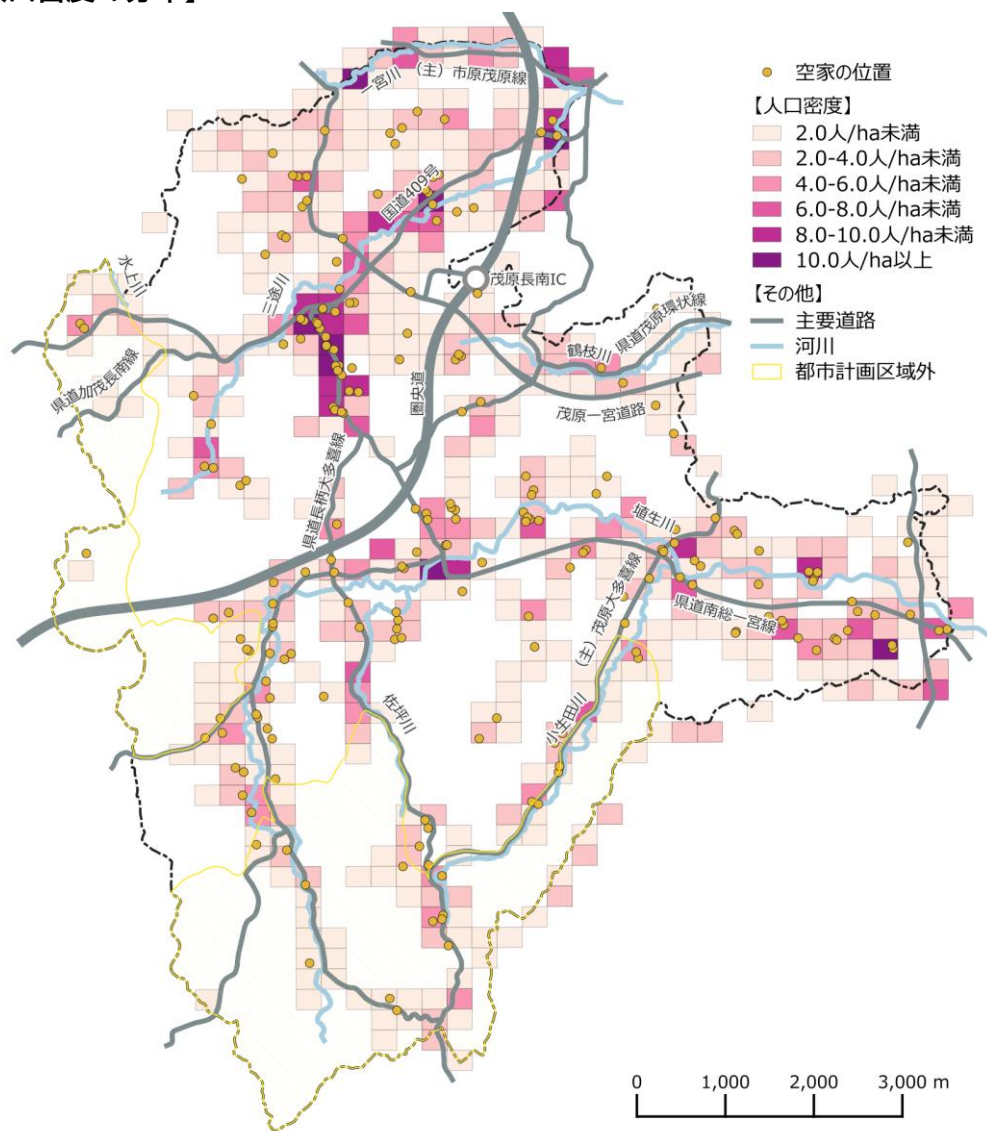 一宮川
(主)市原茂原線
国道409号
水上川
三途川
茂原長南IC
県道加茂長南線
圏央道
鶴枝川
県道茂原環状線
茂原一宮道路
県道長柄大多喜線
埴生川
(主)茂原大多喜線
県道南総一宮線
佐坪川
小生田川
空家の位置
【人口密度】
2.0人/ha未満
2.0-4.0人/ha未満
4.0-6.0人/ha未満
6.0-8.0人/ha未満
8.0-10.0人/ha未満
10.0人/ha以上
【その他】
主要道路
河川
都市計画区域外
0 1,000 2,000 3,000 m